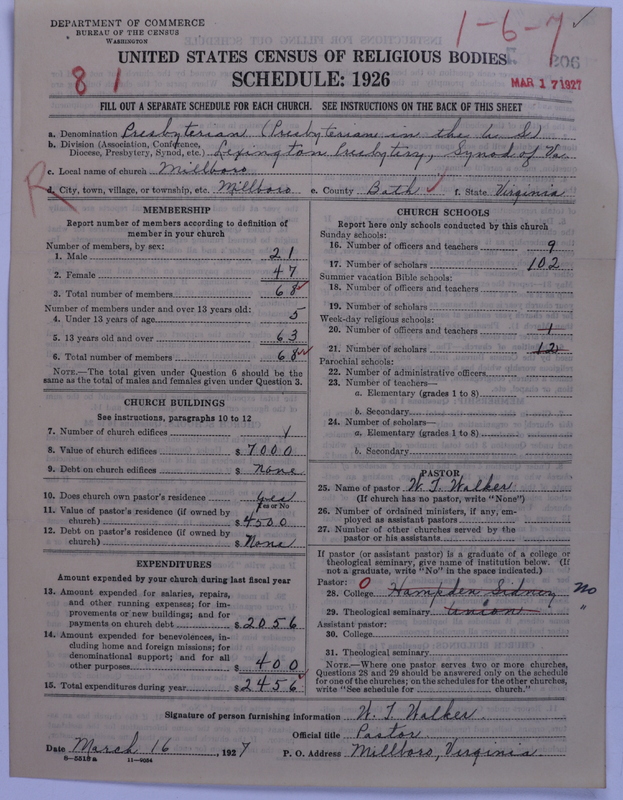 DEPARTMENT OF COMMERCE
BUREAU OF THE CENSUS
WASHINGTON
1-6-7 ✓
UNITED STATES CENSUS OF RELIGIOUS BODIES
8 1
SCHEDULE: 1926
MAR 17 1927
FILL OUT A SEPARATE SCHEDULE FOR EACH CHURCH. SEE INSTRUCTIONS ON THE BACK OF THIS SHEET
a. Denomination Presbyterian (Presbyterian in the U. S.)
b. Division (Association, Conference, Diocese, Presbytery, Synod, etc.) Lexington Presbytery, Synod of Va.
c. Local name of church Millboro
R
d. City, town, village, or township, etc. Millboro e. County Bath ✓ f. State Virginia
MEMBERSHIP
Report number of members according to definition of
member in your church
Number of members, by sex:
1. Male 21
2. Female 47
3. Total number of members 68 ✓
Number of members under and over 13 years old:
4. Under 13 years of age 5
5. 13 years old and over 63
6. Total number of members 68 ✓
NOTE.—The total given under Question 6 should be the
same as the total of males and females given under Question 3.
CHURCH BUILDINGS
See instructions, paragraphs 10 to 12
7. Number of church edifices 1
8. Value of church edifices $ 7000
9. Debt on church edifices $ None
10. Does church own pastor's residence yes
Yes or No
11. Value of pastor's residence (if owned by
church) $ 4500
12. Debt on pastor's residence (if owned by
church) $ None
EXPENDITURES
Amount expended by your church during last fiscal year
13. Amount expended for salaries, repairs,
and other running expenses; for im-
provements or new buildings; and for
payments on church debt $ 2056
14. Amount expended for benevolences, in-
cluding home and foreign missions; for
denominational support; and for all
other purposes $ 400
15. Total expenditures during year $ 2456 ✓
CHURCH SCHOOLS
Report here only schools conducted by this church
Sunday schools:
16. Number of officers and teachers 9
17. Number of scholars 102
Summer vacation Bible schools:
18. Number of officers and teachers
19. Number of scholars
Week-day religious schools:
20. Number of officers and teachers 1
21. Number of scholars 12
Parochial schools:
22. Number of administrative officers
23. Number of teachers—
a. Elementary (grades 1 to 8)
b. Secondary
24. Number of scholars—
a. Elementary (grades 1 to 8)
b. Secondary
PASTOR
25. Name of pastor W. T. Walker
(If church has no pastor, write "None")
26. Number of ordained ministers, if any, em-
ployed as assistant pastors
27. Number of other churches served by the
pastor or his assistants
If pastor (or assistant pastor) is a graduate of a college or
theological seminary, give name of institution below. (If
not a graduate, write "No" in the space indicated.)
Pastor: 0
28. College Hampden Sidney no
29. Theological seminary Union "
Assistant pastor:
30. College
31. Theological seminary
NOTE.—Where one pastor serves two or more churches,
Questions 28 and 29 should be answered only on the schedule
for one of the churches; on the schedules for the other churches,
write "See schedule for ______ church."
Signature of person furnishing information W. T. Walker
Official title Pastor
Date March 16, 1927
P. O. Address Millboro, Virginia
8-5518a 11-9054